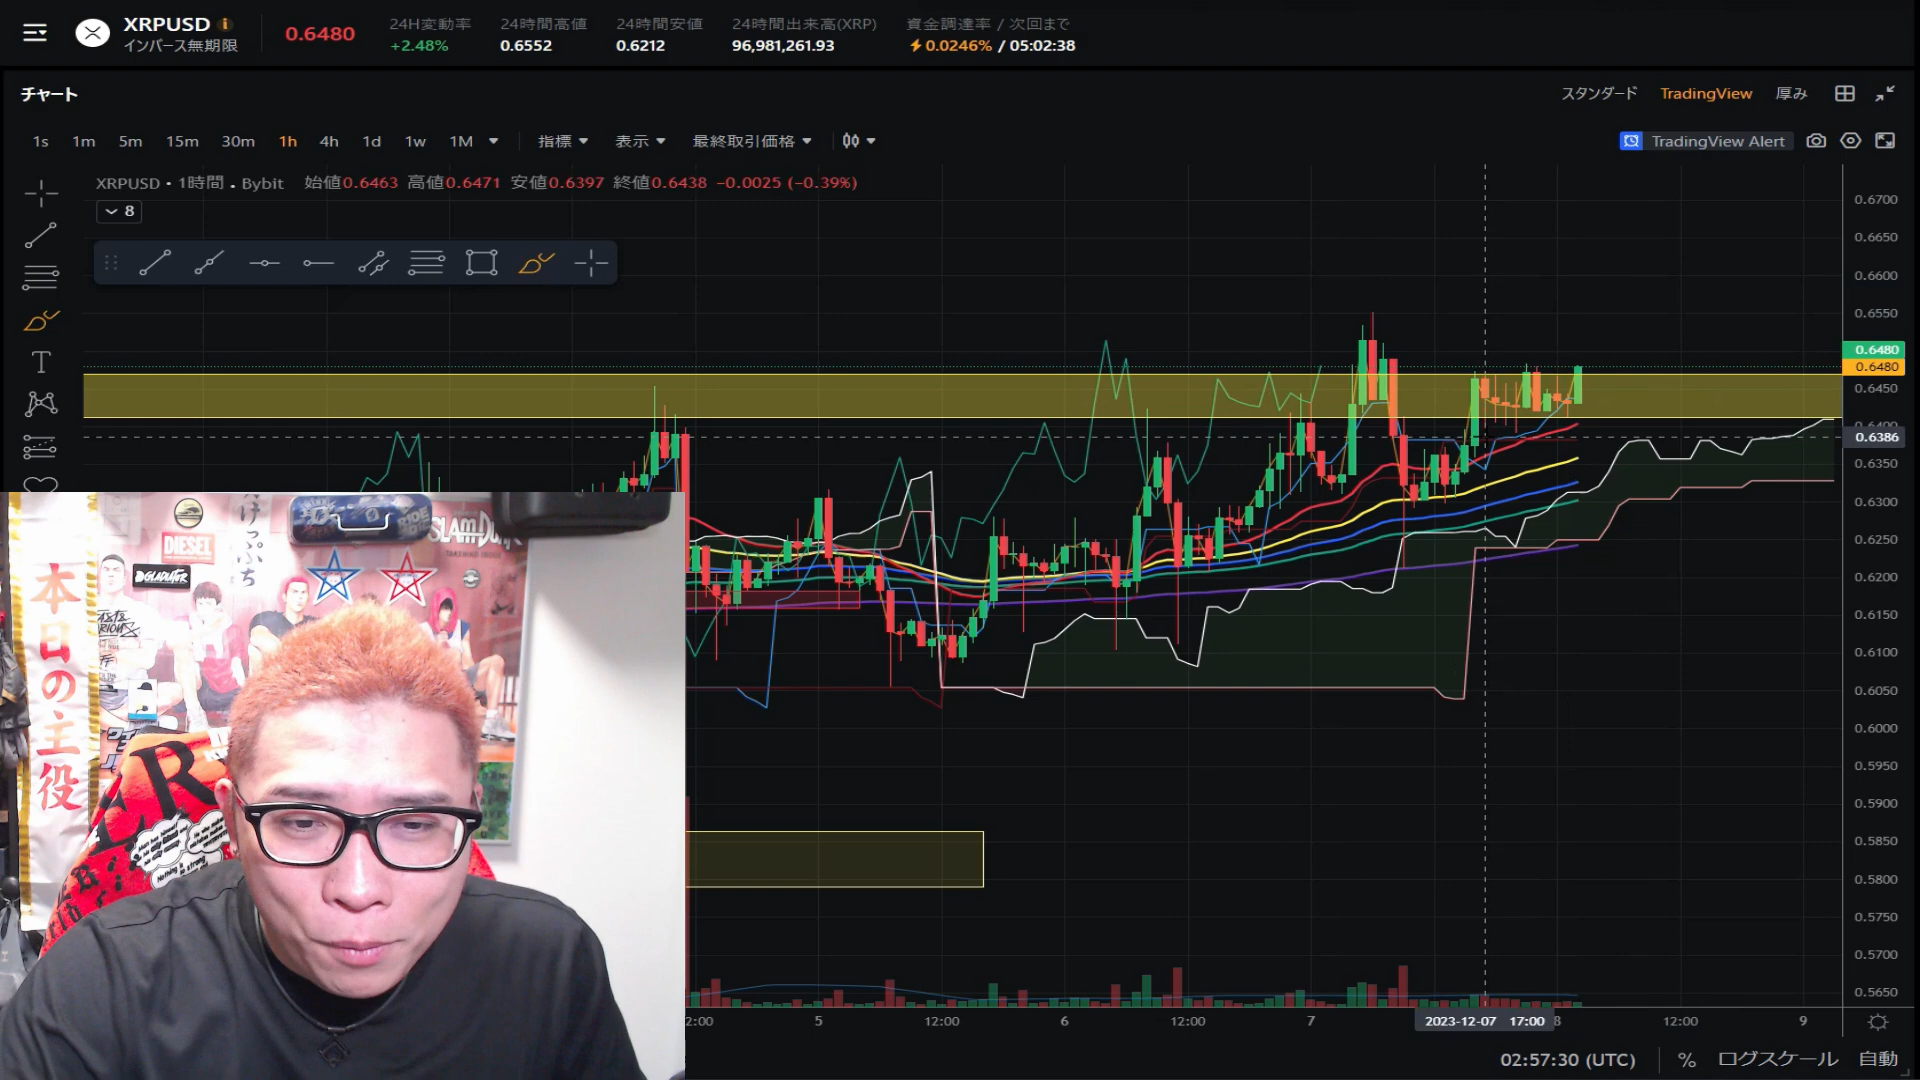 XRPUSD
インバース無期限
0.6480
24H変動率
+2.48%
24時間高値
0.6552
24時間安値
0.6212
24時間出来高(XRP)
96,981,261.93
資金調達率 / 次回まで
0.0246% / 05:02:38
チャート
スタンダード TradingView 厚み
1s 1m 5m 15m 30m 1h 4h 1d 1w 1M 指標 表示 最終取引価格
TradingView Alert
XRPUSD • 1時間 • Bybit 始値0.6463 高値0.6471 安値0.6397 終値0.6438 −0.0025 (−0.39%)
8
T
0.6700
0.6650
0.6600
0.6550
0.6480
0.6480
0.6450
0.6400
0.6386
0.6350
0.6300
0.6250
0.6200
0.6150
0.6100
0.6050
0.6000
0.5950
0.5900
0.5850
0.5800
0.5750
0.5700
0.5650
2:00 5 12:00 6 12:00 7 2023-12-07 17:00 8 12:00 9
02:57:30 (UTC) % ログスケール 自動
本日の主役
DIESEL
GLADIATOR
けっぷち
SLAM DUNK